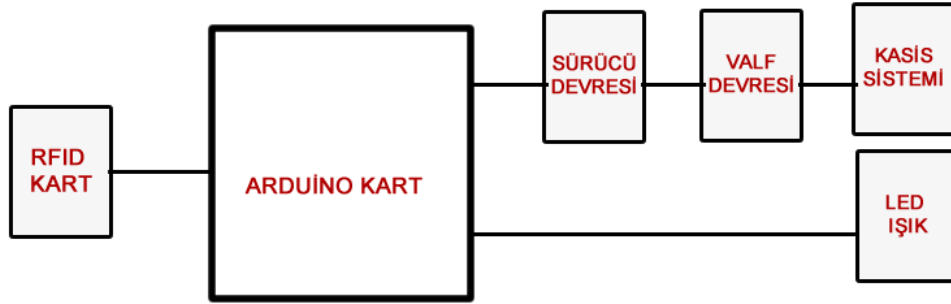 RFID
KART
ARDUİNO KART
SÜRÜCÜ
DEVRESİ
VALF
DEVRESİ
KASİS
SİSTEMİ
LED
IŞIK